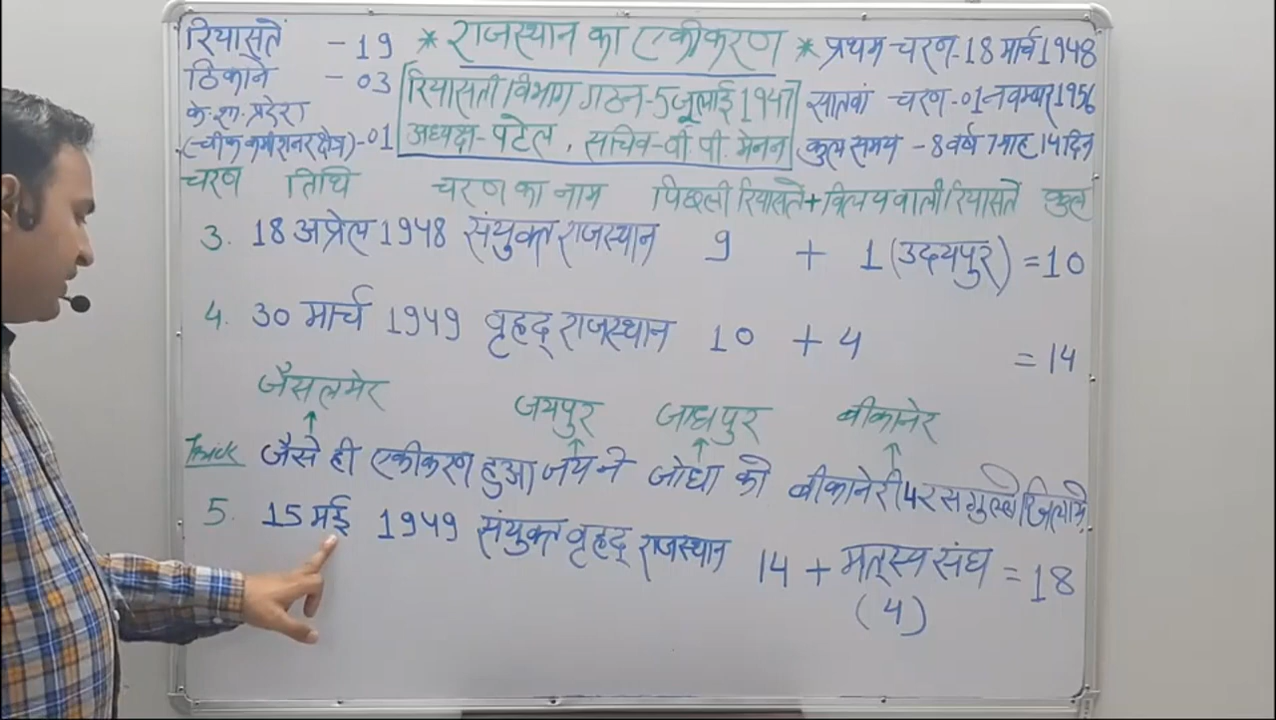 रियासतें - 19
ठिकाने - 03
के.शा. प्रदेश
(चीफ कमीशनर क्षेत्र) - 01
* राजस्थान का एकीकरण *
रियासती विभाग गठन - 5 जुलाई 1947
अध्यक्ष - पटेल , सचिव - वी पी. मेनन
प्रथम चरण - 18 मार्च 1948
सातवां चरण - 01 नवम्बर 1956
कुल समय - 8 वर्ष 7 माह 14 दिन
चरण तिथि चरण का नाम पिछली रियासतें + विलय वाली रियासतें कुल
3. 18 अप्रेल 1948 संयुक्त राजस्थान 9 + 1 (उदयपुर) = 10
4. 30 मार्च 1949 वृहद् राजस्थान 10 + 4 = 14
जैसलमेर जयपुर जोधपुर बीकानेर
Trick जैसे ही एकीकरण हुआ जय ने जोधा को बीकानेरी 4 रसगुल्ले खिलाये
5. 15 मई 1949 संयुक्त वृहद् राजस्थान 14 + मत्स्य संघ = 18
(4)